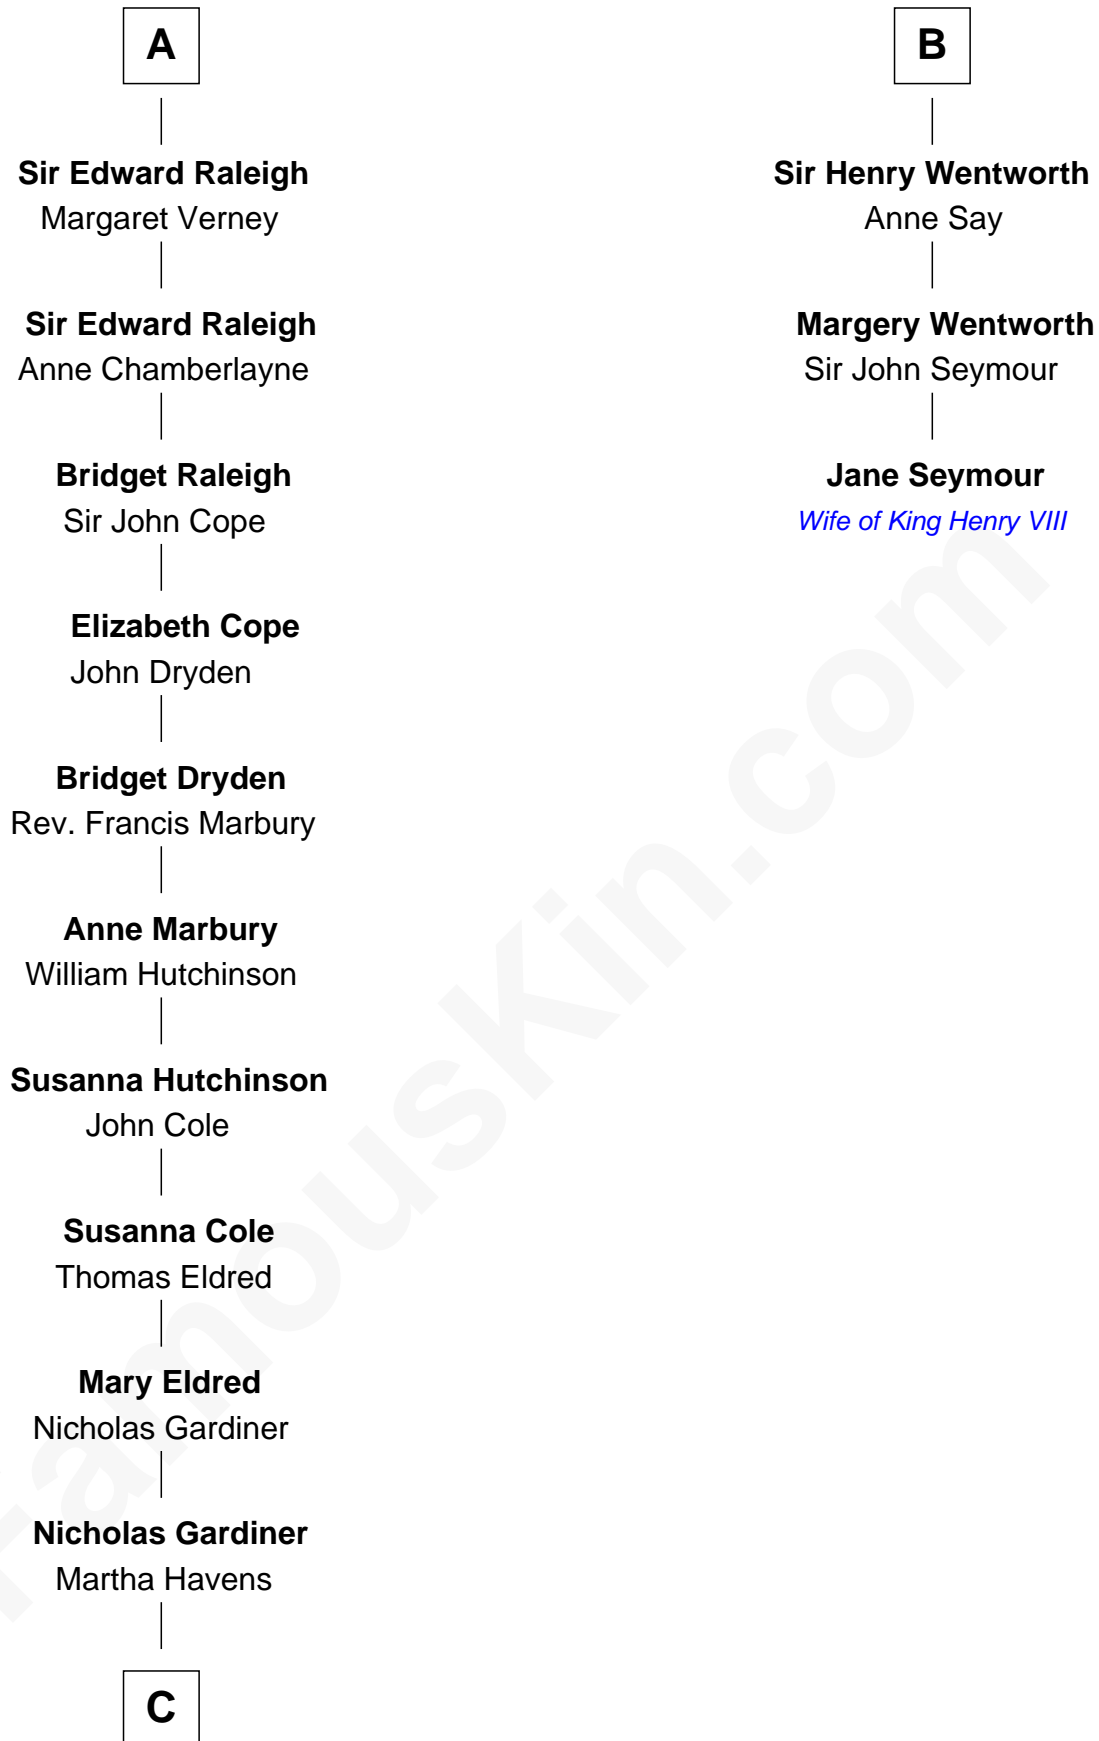 A
Sir Edward Raleigh
Margaret Verney
Sir Edward Raleigh
Anne Chamberlayne
Bridget Raleigh
Sir John Cope
Elizabeth Cope
John Dryden
Bridget Dryden
Rev. Francis Marbury
Anne Marbury
William Hutchinson
Susanna Hutchinson
John Cole
Susanna Cole
Thomas Eldred
Mary Eldred
Nicholas Gardiner
Nicholas Gardiner
Martha Havens
C
B
Sir Henry Wentworth
Anne Say
Margery Wentworth
Sir John Seymour
Jane Seymour
Wife of King Henry VIII
FamousKin.com